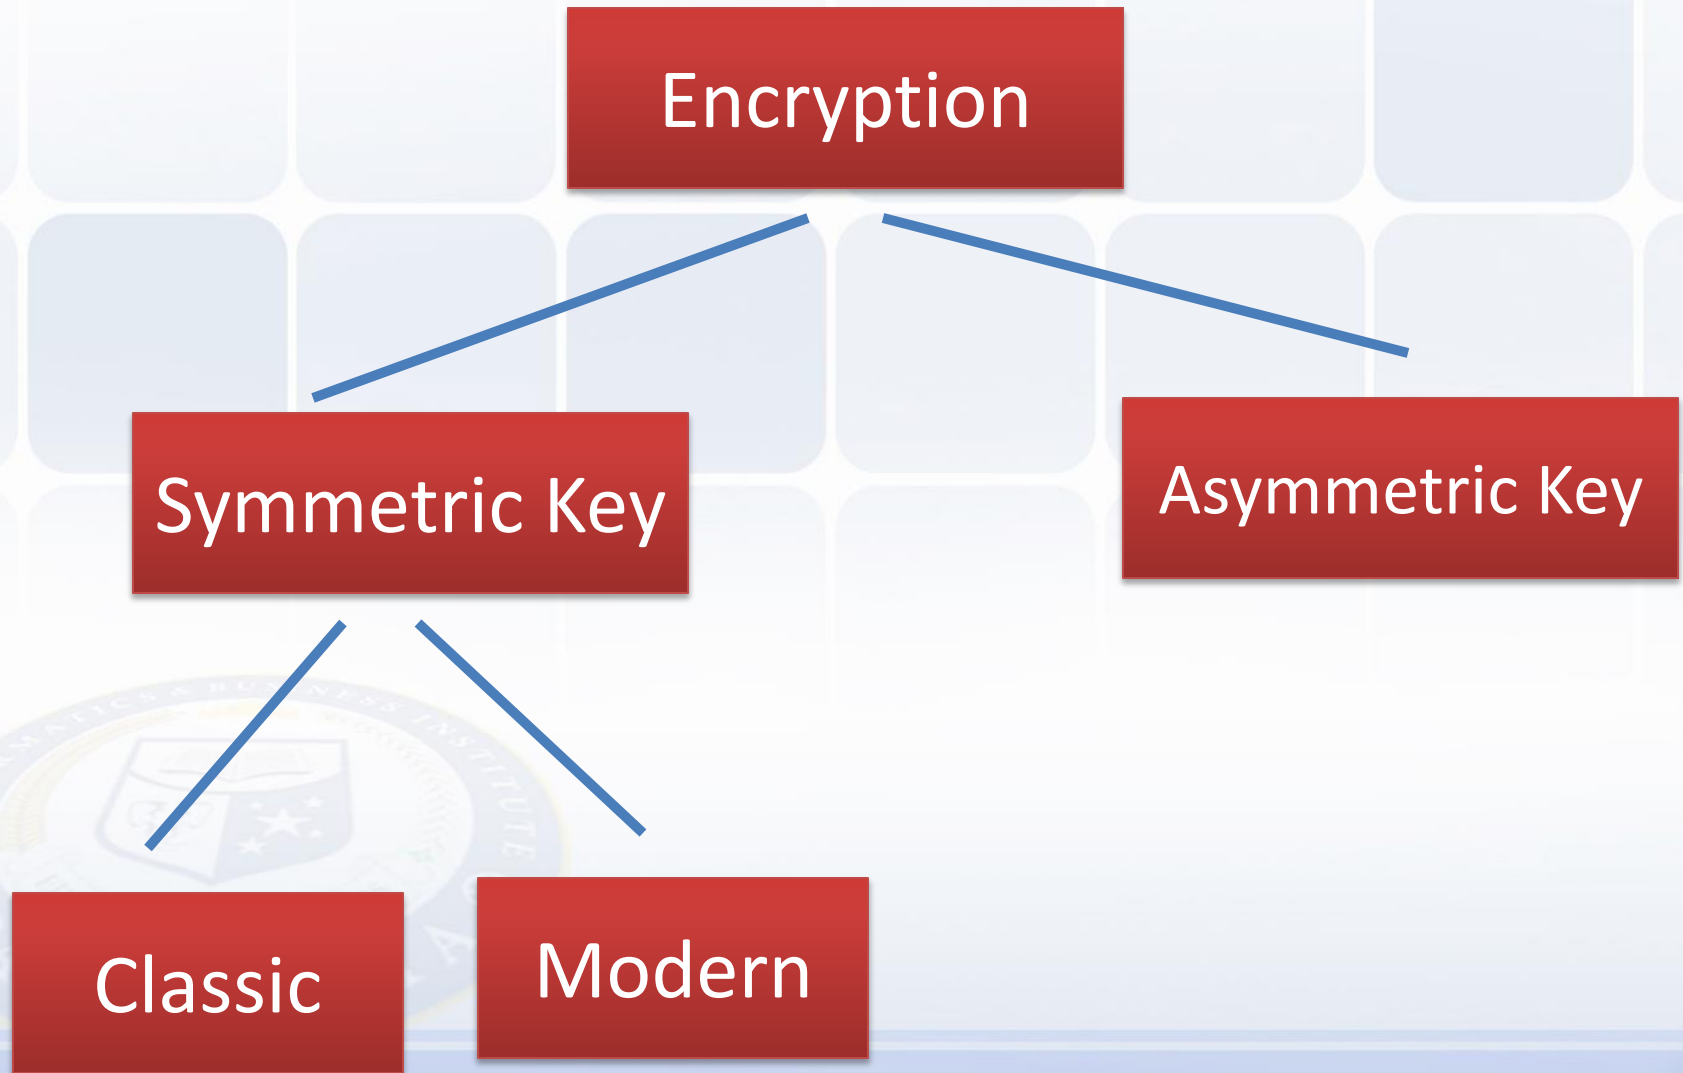 Encryption
Symmetric Key
Asymmetric Key
Classic
Modern